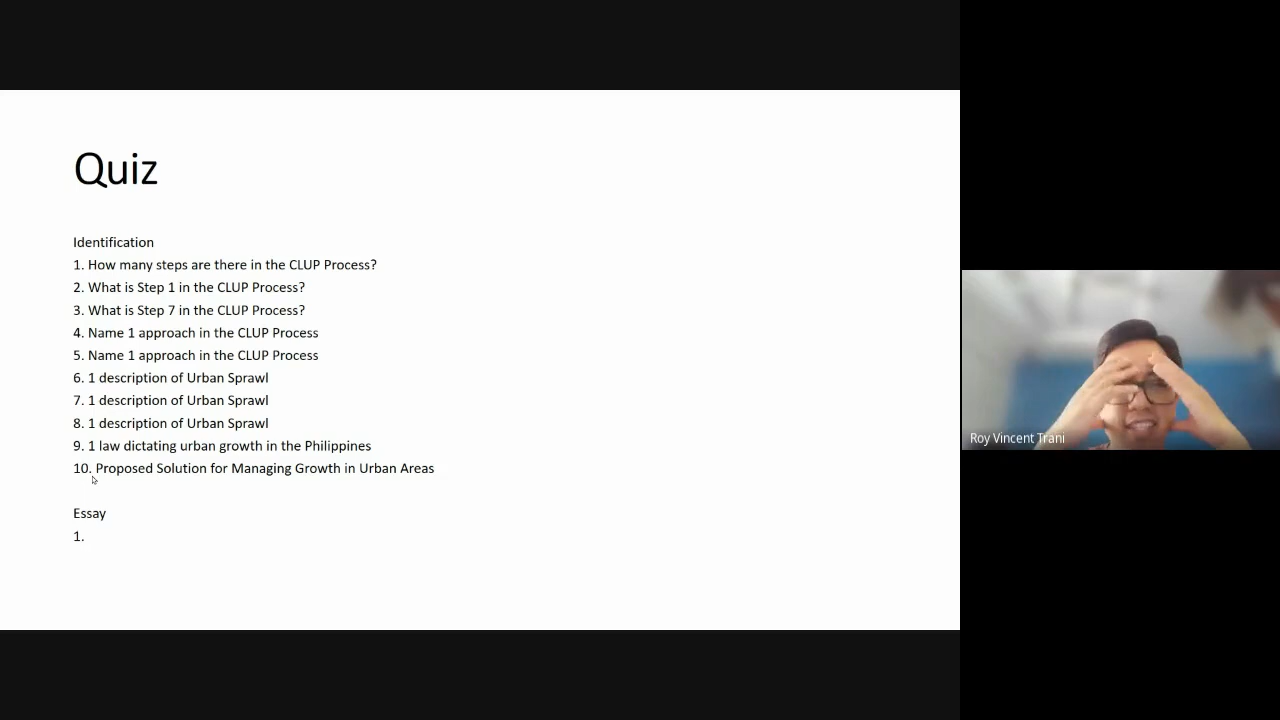 Quiz
Identification
1. How many steps are there in the CLUP Process?
2. What is Step 1 in the CLUP Process?
3. What is Step 7 in the CLUP Process?
4. Name 1 approach in the CLUP Process
5. Name 1 approach in the CLUP Process
6. 1 description of Urban Sprawl
7. 1 description of Urban Sprawl
8. 1 description of Urban Sprawl
9. 1 law dictating urban growth in the Philippines
10. Proposed Solution for Managing Growth in Urban Areas
Essay
1.
Roy Vincent Trani